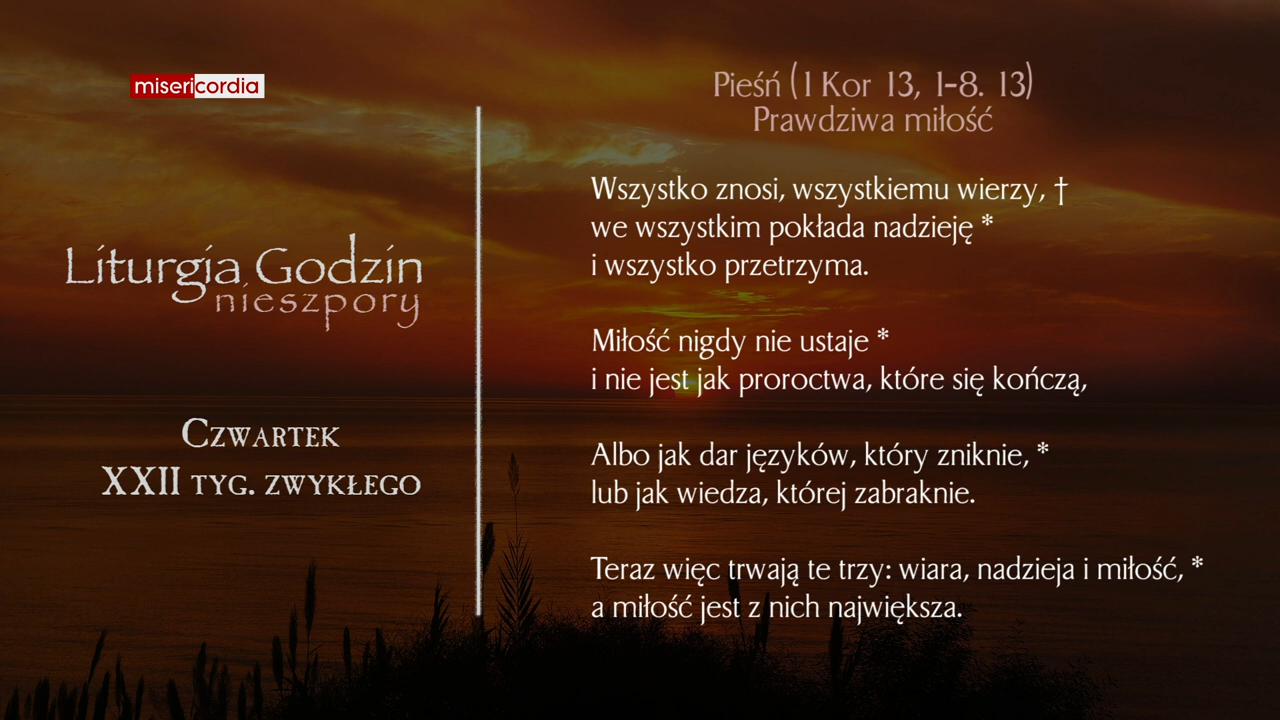 misericordia
Liturgia Godzin
nieszpory
Czwartek
XXII tyg. zwykłego
Pieśń (1 Kor 13, 1-8. 13)
Prawdziwa miłość
Wszystko znosi, wszystkiemu wierzy, †
we wszystkim pokłada nadzieję *
i wszystko przetrzyma.
Miłość nigdy nie ustaje *
i nie jest jak proroctwa, które się kończą,
Albo jak dar języków, który zniknie, *
lub jak wiedza, której zabraknie.
Teraz więc trwają te trzy: wiara, nadzieja i miłość, *
a miłość jest z nich największa.